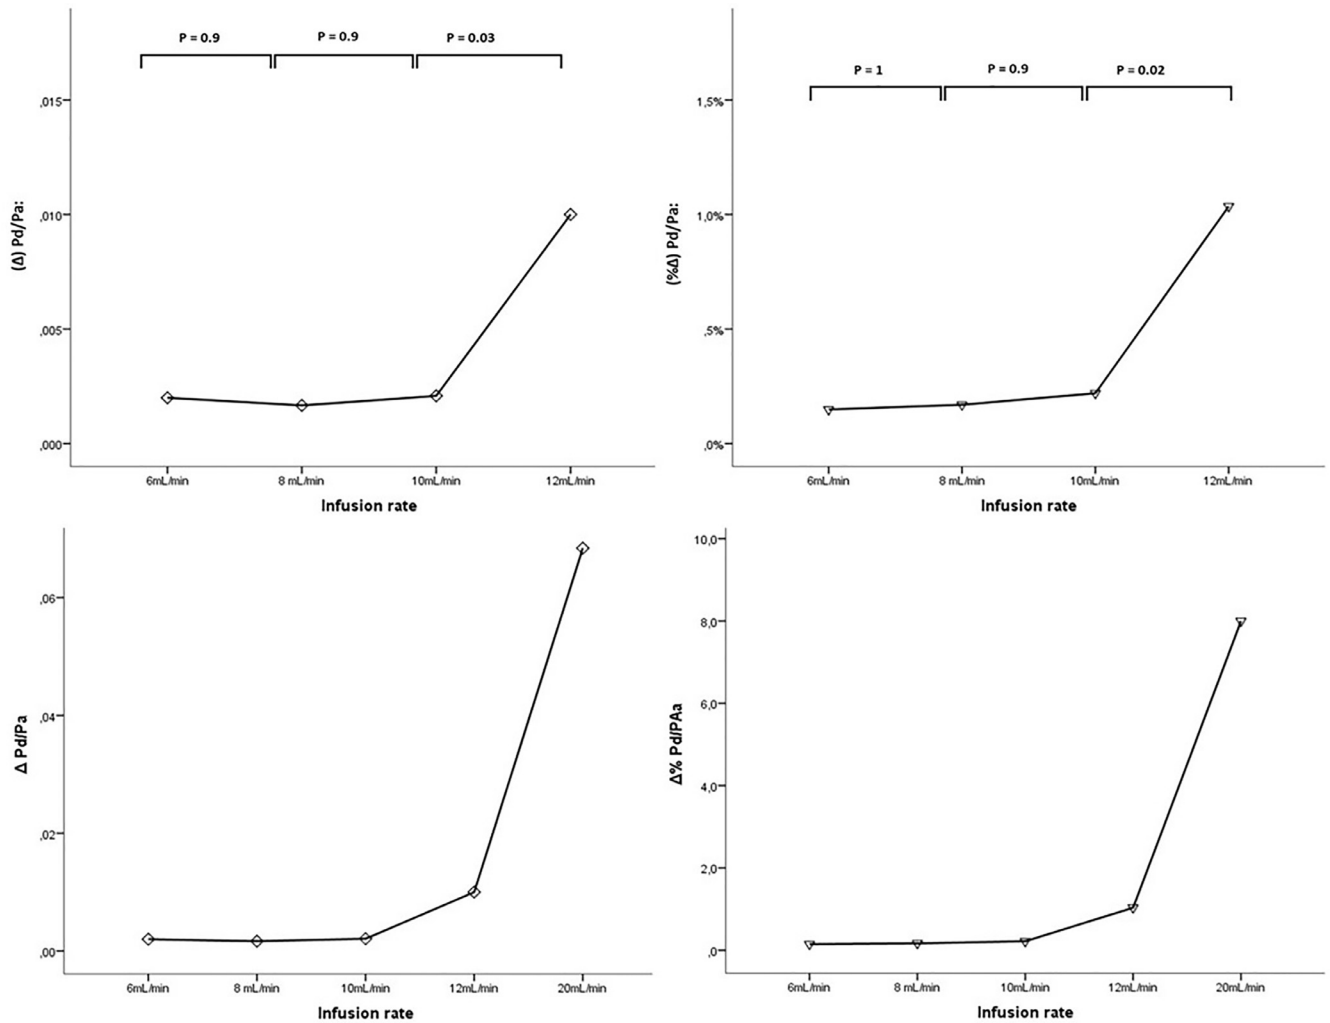 P = 0.9 P = 0.9 P = 0.03
,015
,010
,005
,000
(Δ) Pd/Pa:
6mL/min 8 mL/min 10mL/min 12mL/min
Infusion rate
P = 1 P = 0.9 P = 0.02
1,5%
1,0%
,5%
,0%
(%Δ) Pd/Pa:
6mL/min 8 mL/min 10mL/min 12mL/min
Infusion rate
,06
,04
,02
,00
Δ Pd/Pa
6mL/min 8 mL/min 10mL/min 12mL/min 20mL/min
Infusion rate
10,0
8,0
6,0
4,0
2,0
,0
Δ% Pd/PAa
6mL/min 8 mL/min 10mL/min 12mL/min 20mL/min
Infusion rate